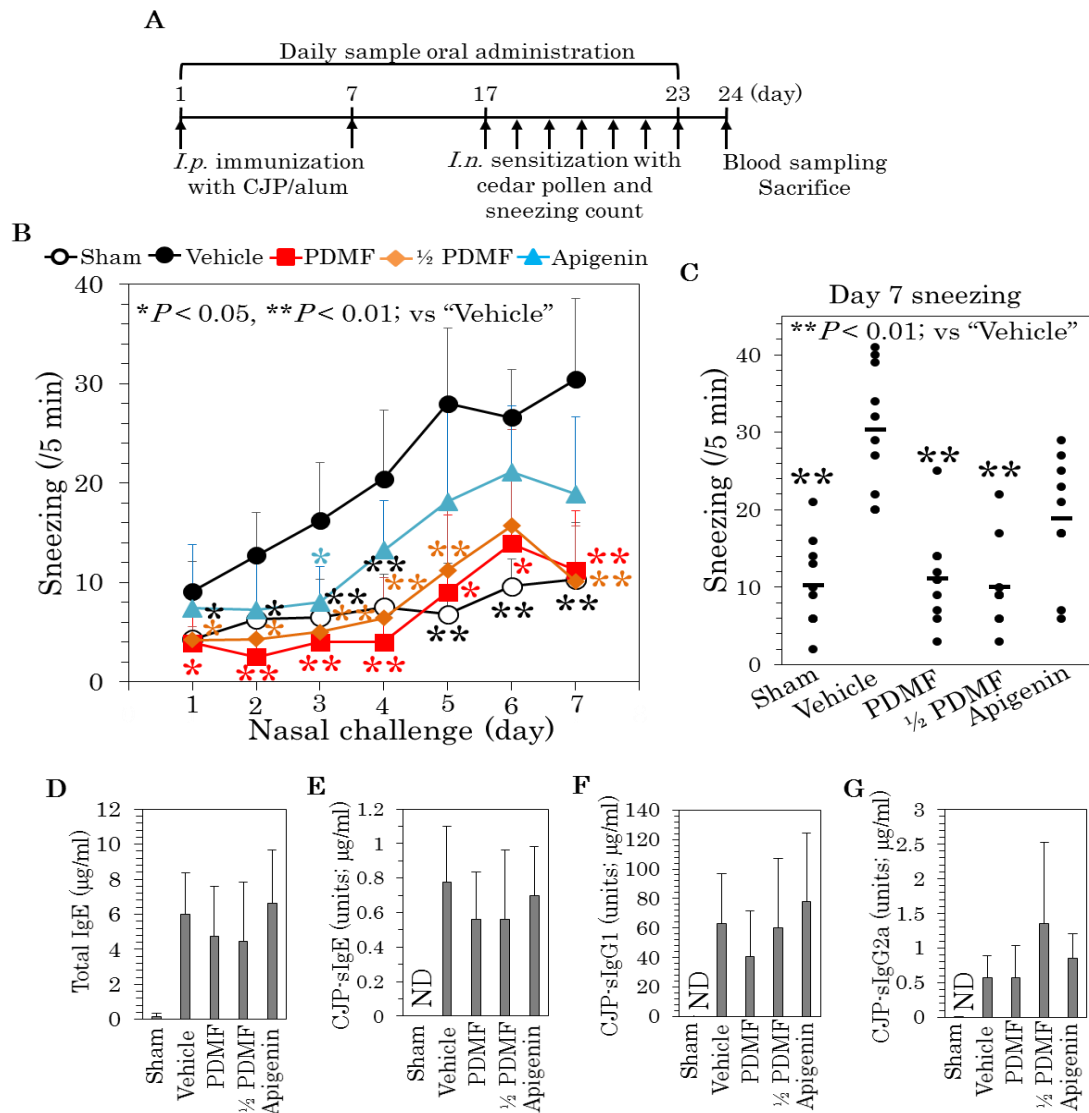 A
Daily sample oral administration
1 7 17 23 24 (day)
I.p. immunization
with CJP/alum
I.n. sensitization with
cedar pollen and
sneezing count
Blood sampling
Sacrifice
B
Sham Vehicle PDMF ½ PDMF Apigenin
*P < 0.05, **P < 0.01; vs “Vehicle”
Sneezing (/5 min)
40
30
20
10
0
* * * ** ** ** **
* * ** ** ** **
* ** ** ** * * **
*
1 2 3 4 5 6 7
Nasal challenge (day)
C
Day 7 sneezing
**P < 0.01; vs “Vehicle”
Sneezing (/5 min)
40
30
20
10
0
** ** **
Sham
Vehicle
PDMF
½ PDMF
Apigenin
D
Total IgE (µg/ml)
12
10
8
6
4
2
0
Sham
Vehicle
PDMF
½ PDMF
Apigenin
E
CJP-sIgE (units; µg/ml)
1.2
1
0.8
0.6
0.4
0.2
0
ND
Sham
Vehicle
PDMF
½ PDMF
Apigenin
F
CJP-sIgG1 (units; µg/ml)
140
120
100
80
60
40
20
0
ND
Sham
Vehicle
PDMF
½ PDMF
Apigenin
G
CJP-sIgG2a (units; µg/ml)
3
2.5
2
1.5
1
0.5
0
ND
Sham
Vehicle
PDMF
½ PDMF
Apigenin